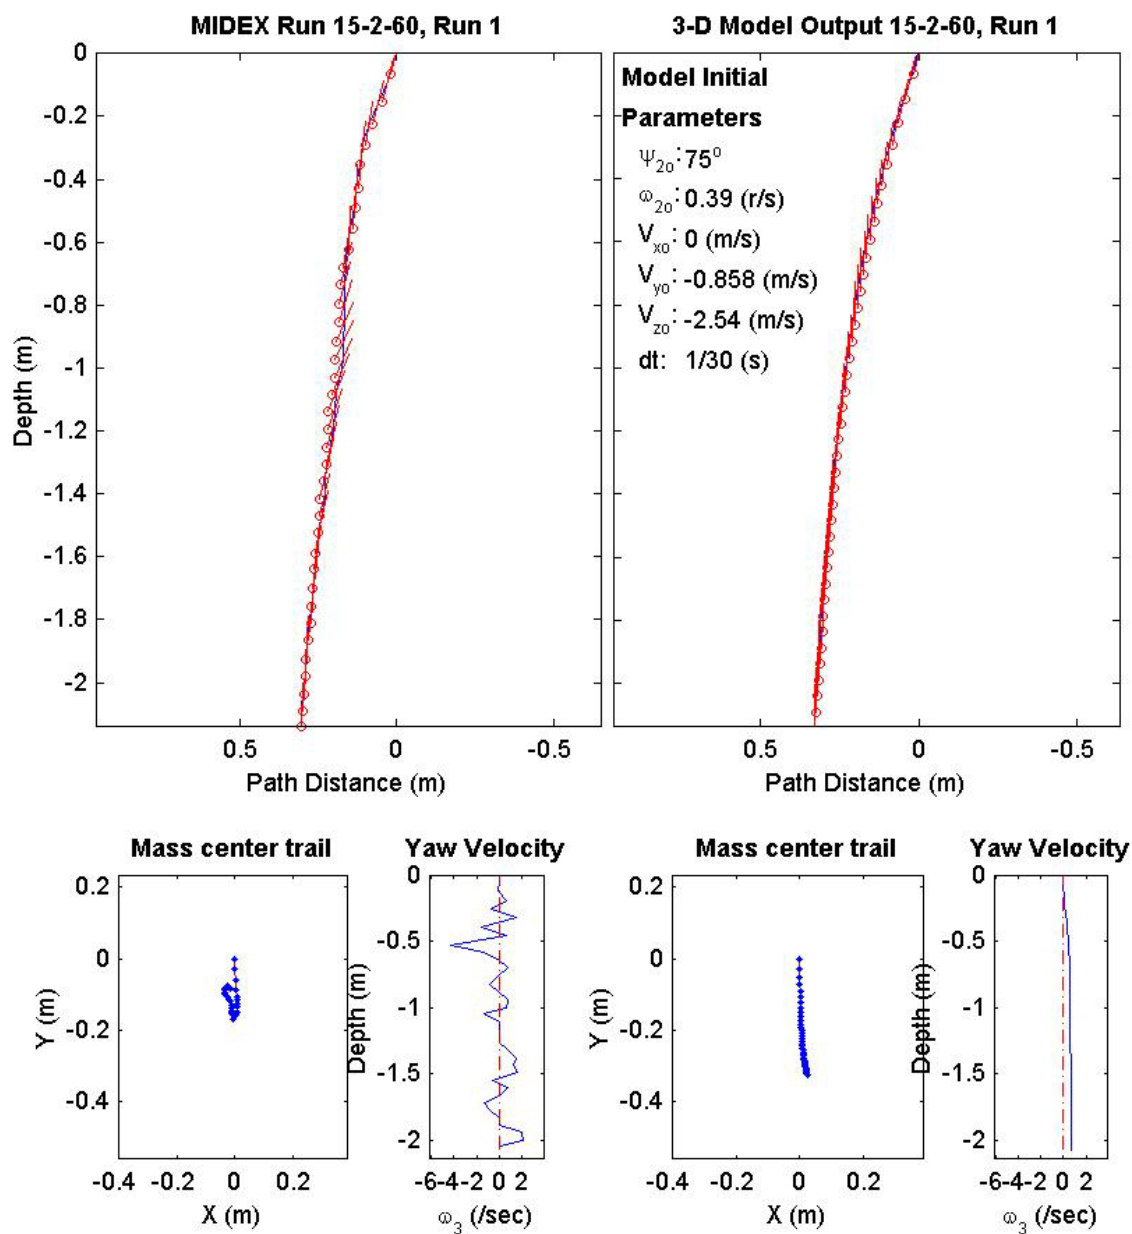 MIDEX Run 15-2-60, Run 1
3-D Model Output 15-2-60, Run 1
0
-0.2
-0.4
-0.6
-0.8
-1
-1.2
-1.4
-1.6
-1.8
-2
Depth (m)
0.5 0 -0.5
Path Distance (m)
Model Initial
Parameters
Ψ2o: 75o
ω2o: 0.39 (r/s)
Vxo: 0 (m/s)
Vyo: -0.858 (m/s)
Vzo: -2.54 (m/s)
dt: 1/30 (s)
0.5 0 -0.5
Path Distance (m)
Mass center trail
0.2
0
-0.2
-0.4
Y (m)
-0.4 -0.2 0 0.2
X (m)
Yaw Velocity
0
-0.5
-1
-1.5
-2
Depth (m)
-6-4-2 0 2
ω3 (/sec)
Mass center trail
0.2
0
-0.2
-0.4
Y (m)
-0.4 -0.2 0 0.2
X (m)
Yaw Velocity
0
-0.5
-1
-1.5
-2
Depth (m)
-6-4-2 0 2
ω3 (/sec)